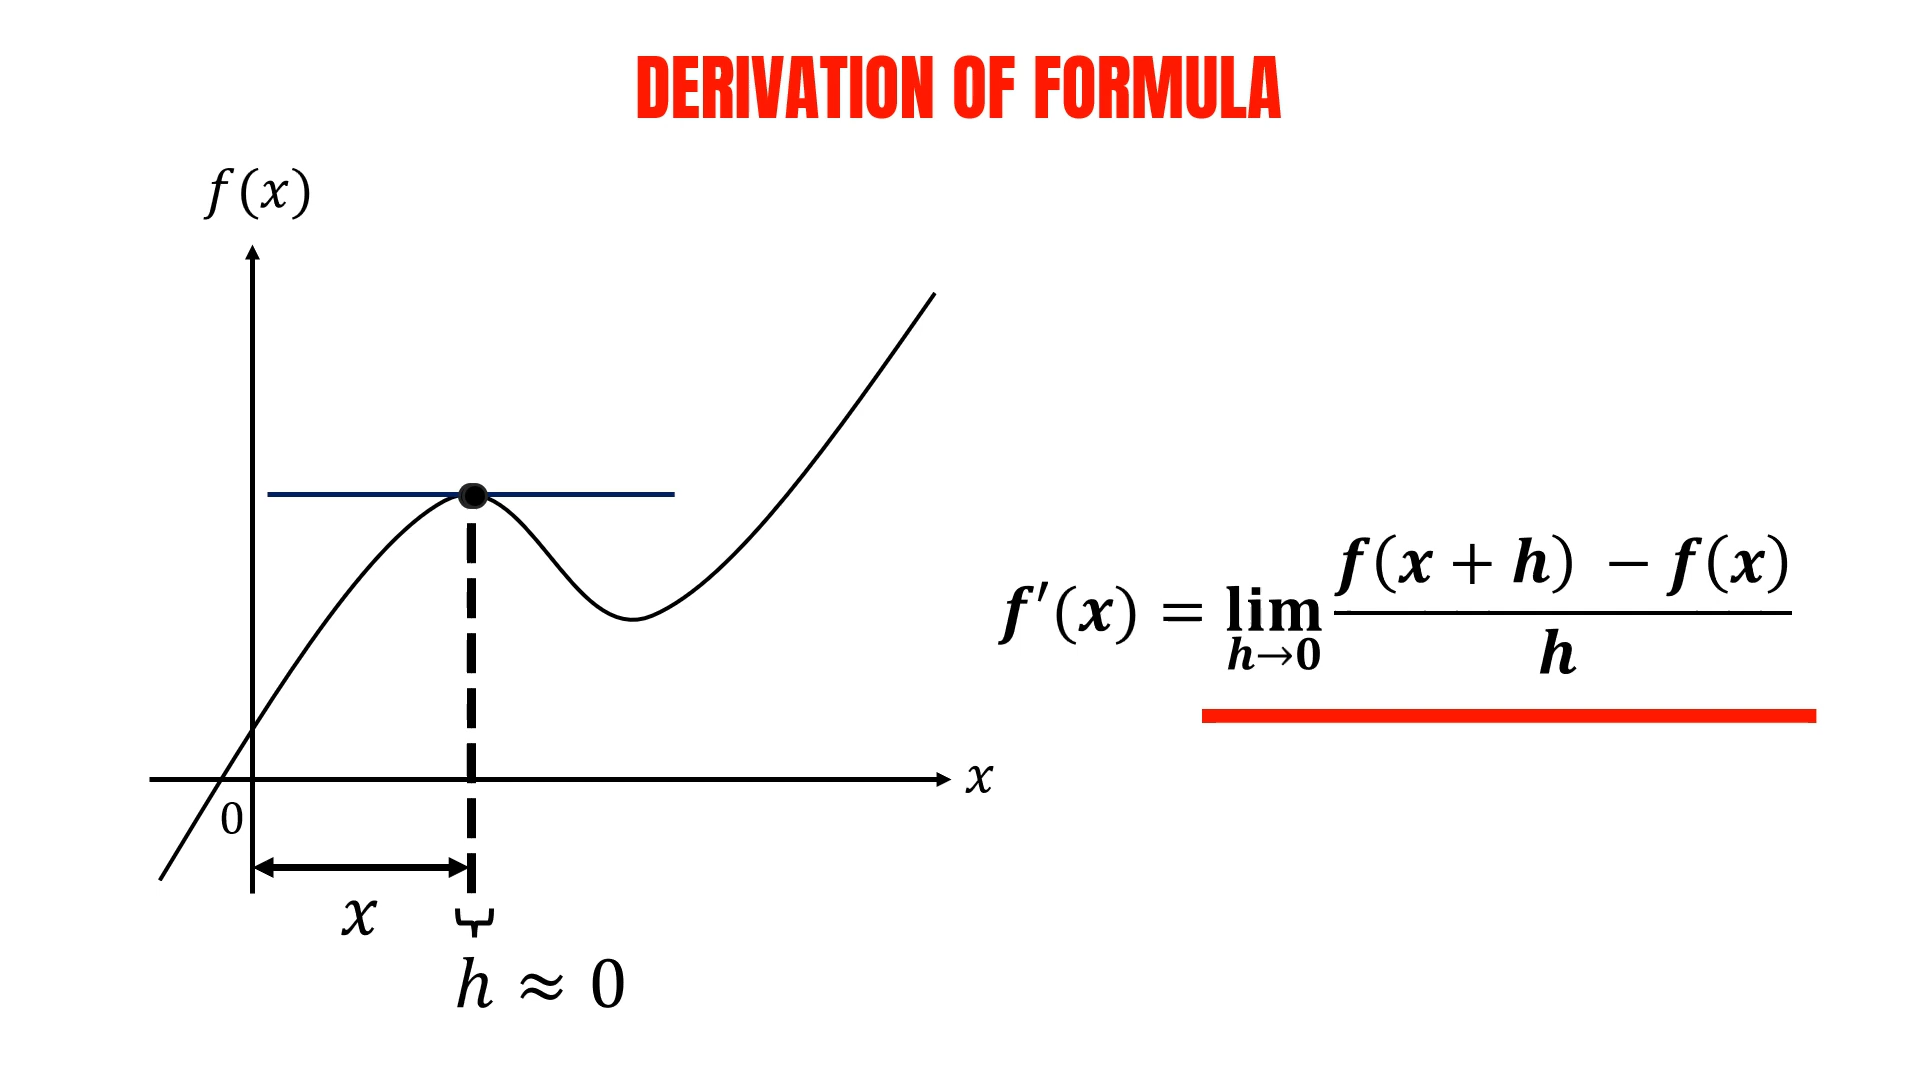 DERIVATION OF FORMULA
f(x)
f′(x) = lim h→0 f(x + h) − f(x) / h
x
0
x
h ≈ 0